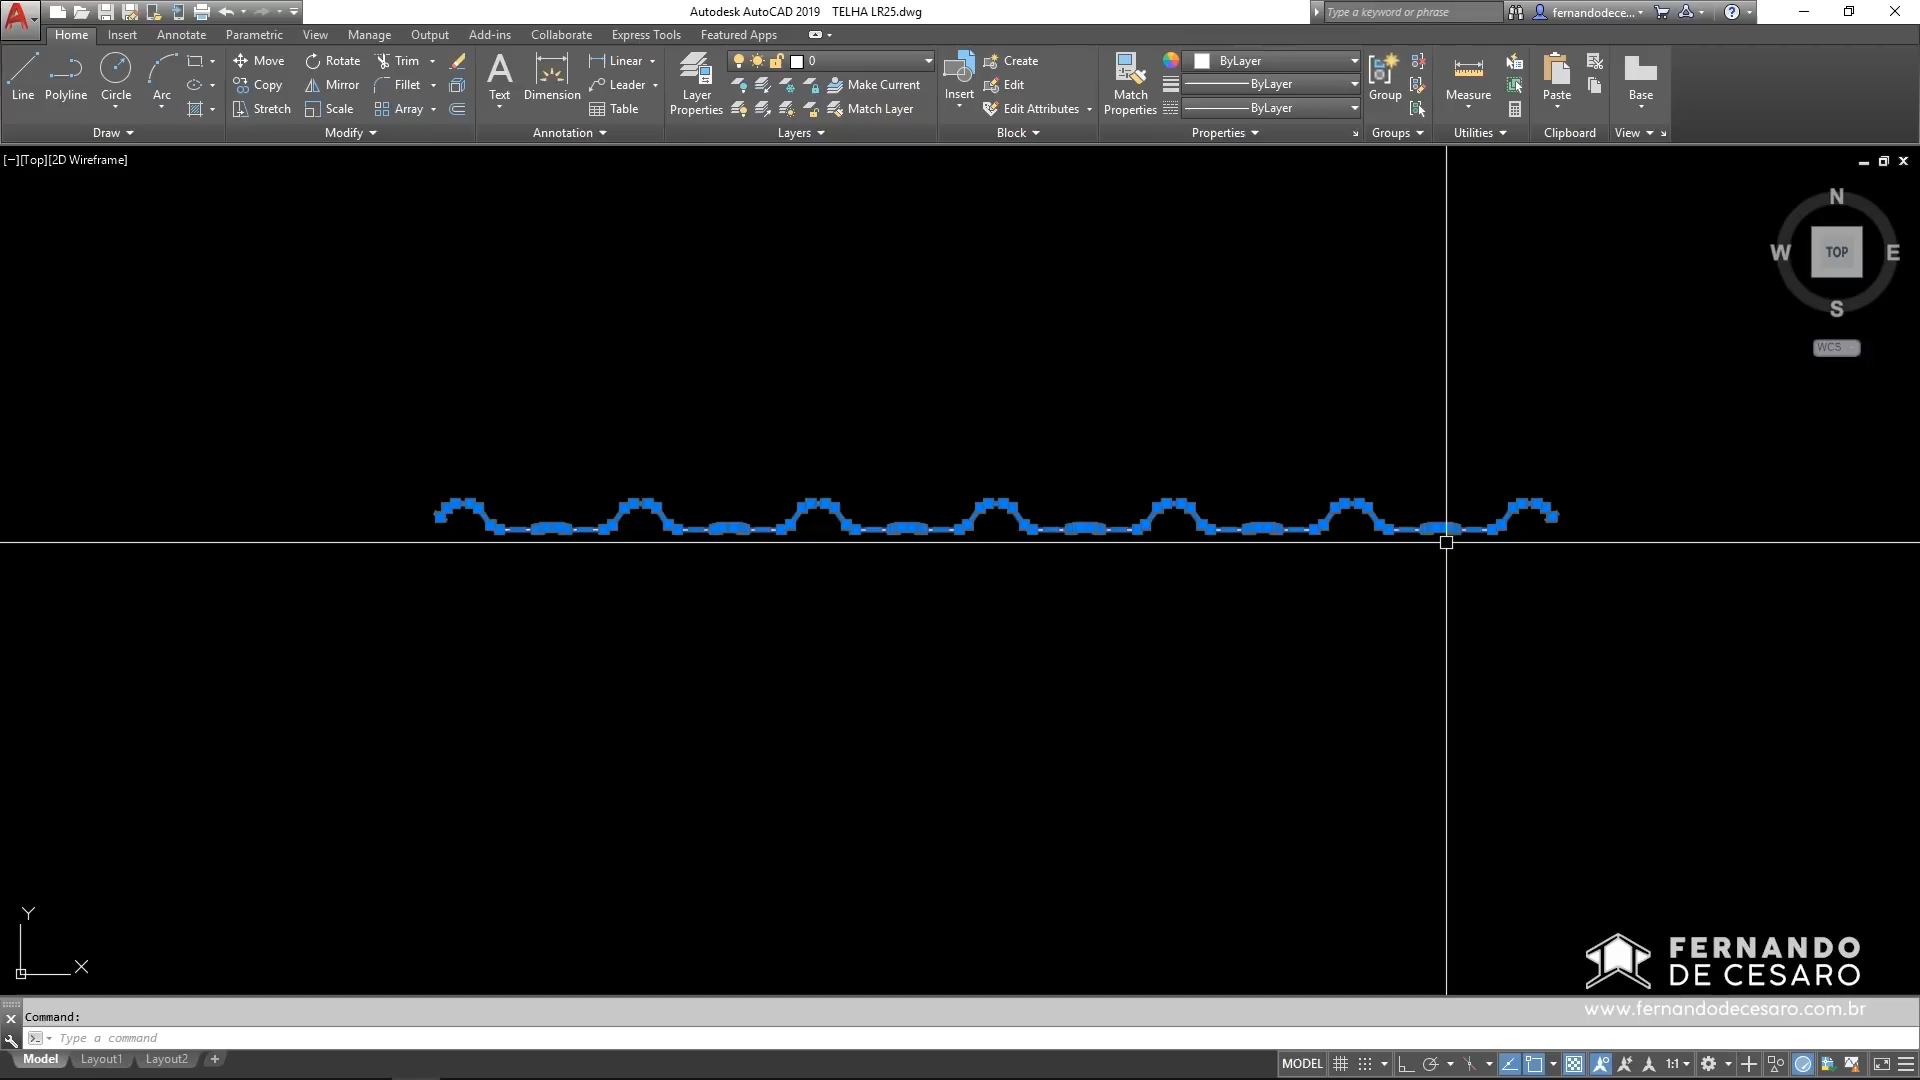 Autodesk AutoCAD 2019 TELHA LR25.dwg
Type a keyword or phrase
fernandodece...
Home Insert Annotate Parametric View Manage Output Add-ins Collaborate Express Tools Featured Apps
Line Polyline Circle Arc
Move Rotate Trim
Copy Mirror Fillet
Stretch Scale Array
Text Dimension
Linear
Leader
Table
Layer
Properties
0
Make Current
Match Layer
Insert
Create
Edit
Edit Attributes
Match
Properties
ByLayer
ByLayer
ByLayer
Group
Measure
Paste
Base
Draw Modify Annotation Layers Block Properties Groups Utilities Clipboard View
[−][Top][2D Wireframe]
N
W TOP E
S
WCS
Y
X
FERNANDO
DE CESARO
www.fernandodecesaro.com.br
Command:
Type a command
Model Layout1 Layout2 +
MODEL 1:1